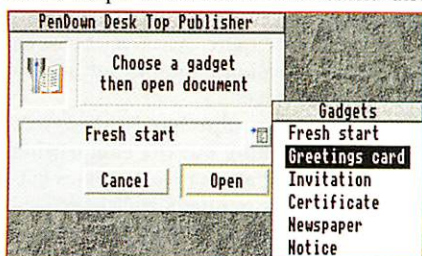 PenDown Desk Top Publisher
Choose a gadget
then open document
Fresh start
Cancel
Open
Gadgets
Fresh start
Greetings card
Invitation
Certificate
Newspaper
Notice